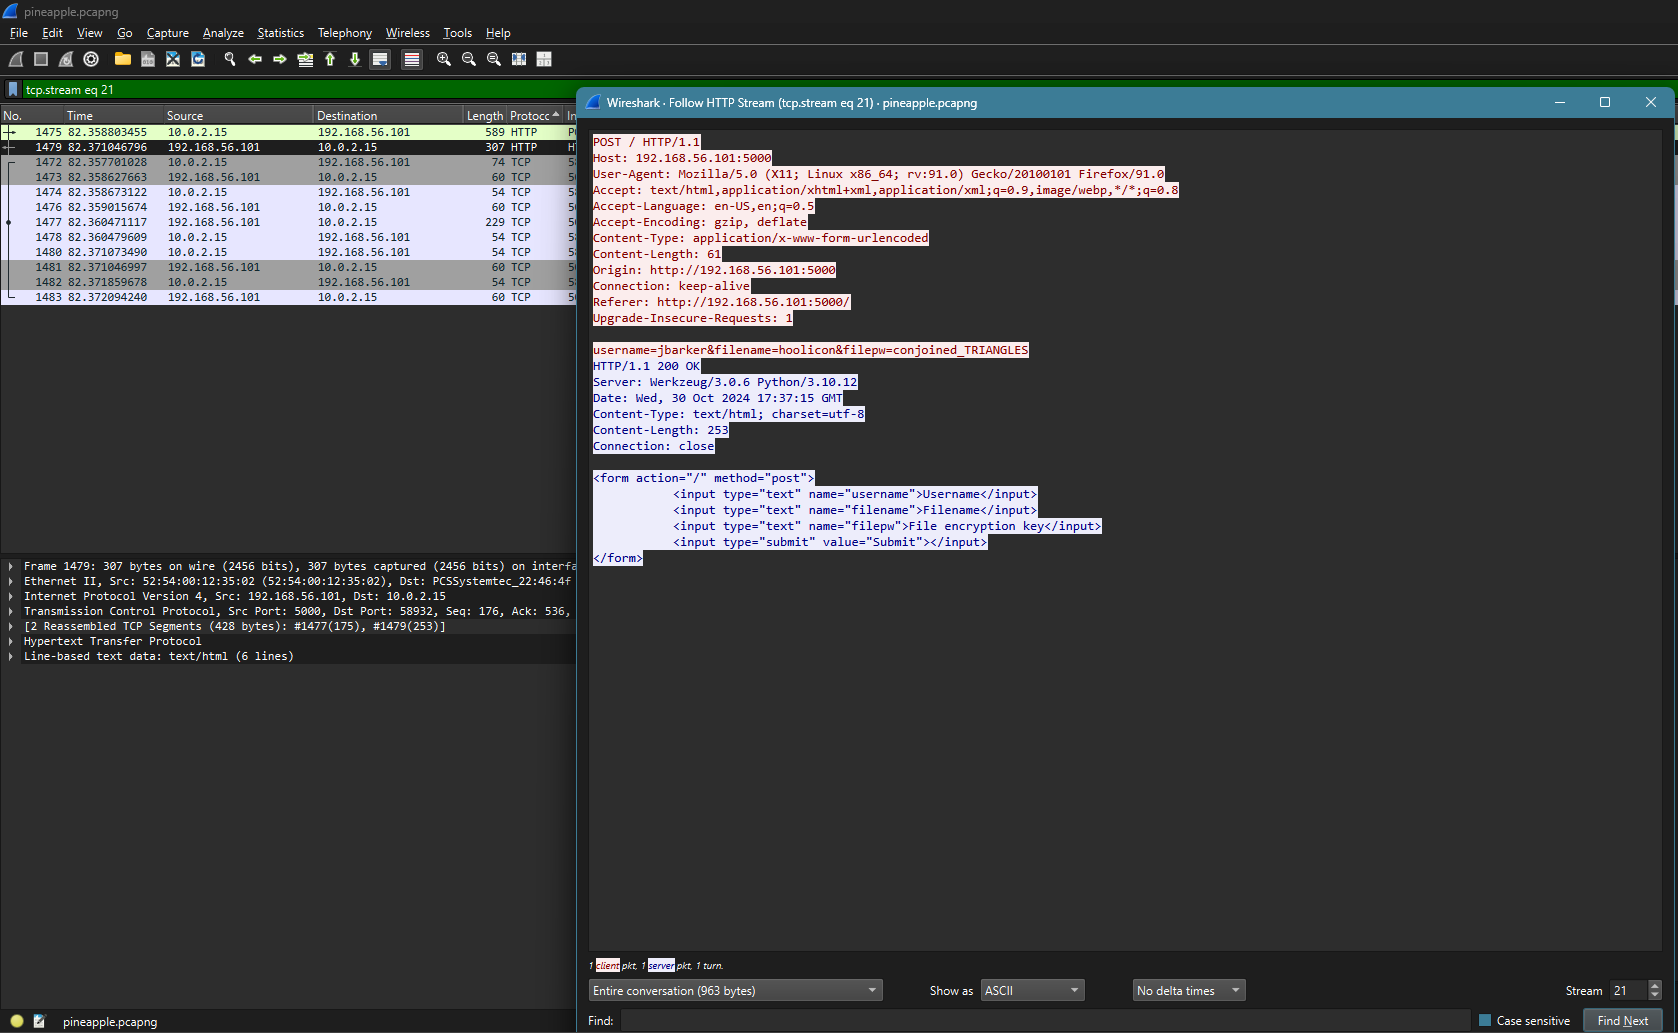 pineapple.pcapng
File Edit View Go Capture Analyze Statistics Telephony Wireless Tools Help
tcp.stream eq 21
No. Time Source Destination Length Protocc
1475 82.358803455 10.0.2.15 192.168.56.101 589 HTTP
1479 82.371046796 192.168.56.101 10.0.2.15 307 HTTP
1472 82.357701028 10.0.2.15 192.168.56.101 74 TCP
1473 82.358627663 192.168.56.101 10.0.2.15 60 TCP
1474 82.358673122 10.0.2.15 192.168.56.101 54 TCP
1476 82.359015674 192.168.56.101 10.0.2.15 60 TCP
1477 82.360471117 192.168.56.101 10.0.2.15 229 TCP
1478 82.360479609 10.0.2.15 192.168.56.101 54 TCP
1480 82.371073490 10.0.2.15 192.168.56.101 54 TCP
1481 82.371046997 192.168.56.101 10.0.2.15 60 TCP
1482 82.371859678 10.0.2.15 192.168.56.101 54 TCP
1483 82.372094240 192.168.56.101 10.0.2.15 60 TCP
Frame 1479: 307 bytes on wire (2456 bits), 307 bytes captured (2456 bits) on interfa
Ethernet II, Src: 52:54:00:12:35:02 (52:54:00:12:35:02), Dst: PCSSystemtec_22:46:4f
Internet Protocol Version 4, Src: 192.168.56.101, Dst: 10.0.2.15
Transmission Control Protocol, Src Port: 5000, Dst Port: 58932, Seq: 176, Ack: 536,
[2 Reassembled TCP Segments (428 bytes): #1477(175), #1479(253)]
Hypertext Transfer Protocol
Line-based text data: text/html (6 lines)
pineapple.pcapng
Wireshark · Follow HTTP Stream (tcp.stream eq 21) · pineapple.pcapng
POST / HTTP/1.1
Host: 192.168.56.101:5000
User-Agent: Mozilla/5.0 (X11; Linux x86_64; rv:91.0) Gecko/20100101 Firefox/91.0
Accept: text/html,application/xhtml+xml,application/xml;q=0.9,image/webp,*/*;q=0.8
Accept-Language: en-US,en;q=0.5
Accept-Encoding: gzip, deflate
Content-Type: application/x-www-form-urlencoded
Content-Length: 61
Origin: http://192.168.56.101:5000
Connection: keep-alive
Referer: http://192.168.56.101:5000/
Upgrade-Insecure-Requests: 1
username=jbarker&filename=hoolicon&filepw=conjoined_TRIANGLES
HTTP/1.1 200 OK
Server: Werkzeug/3.0.6 Python/3.10.12
Date: Wed, 30 Oct 2024 17:37:15 GMT
Content-Type: text/html; charset=utf-8
Content-Length: 253
Connection: close
<form action="/" method="post">
<input type="text" name="username">Username</input>
<input type="text" name="filename">Filename</input>
<input type="text" name="filepw">File encryption key</input>
<input type="submit" value="Submit"></input>
</form>
1 client pkt, 1 server pkt, 1 turn.
Entire conversation (963 bytes) Show as ASCII No delta times Stream 21
Find: Case sensitive Find Next